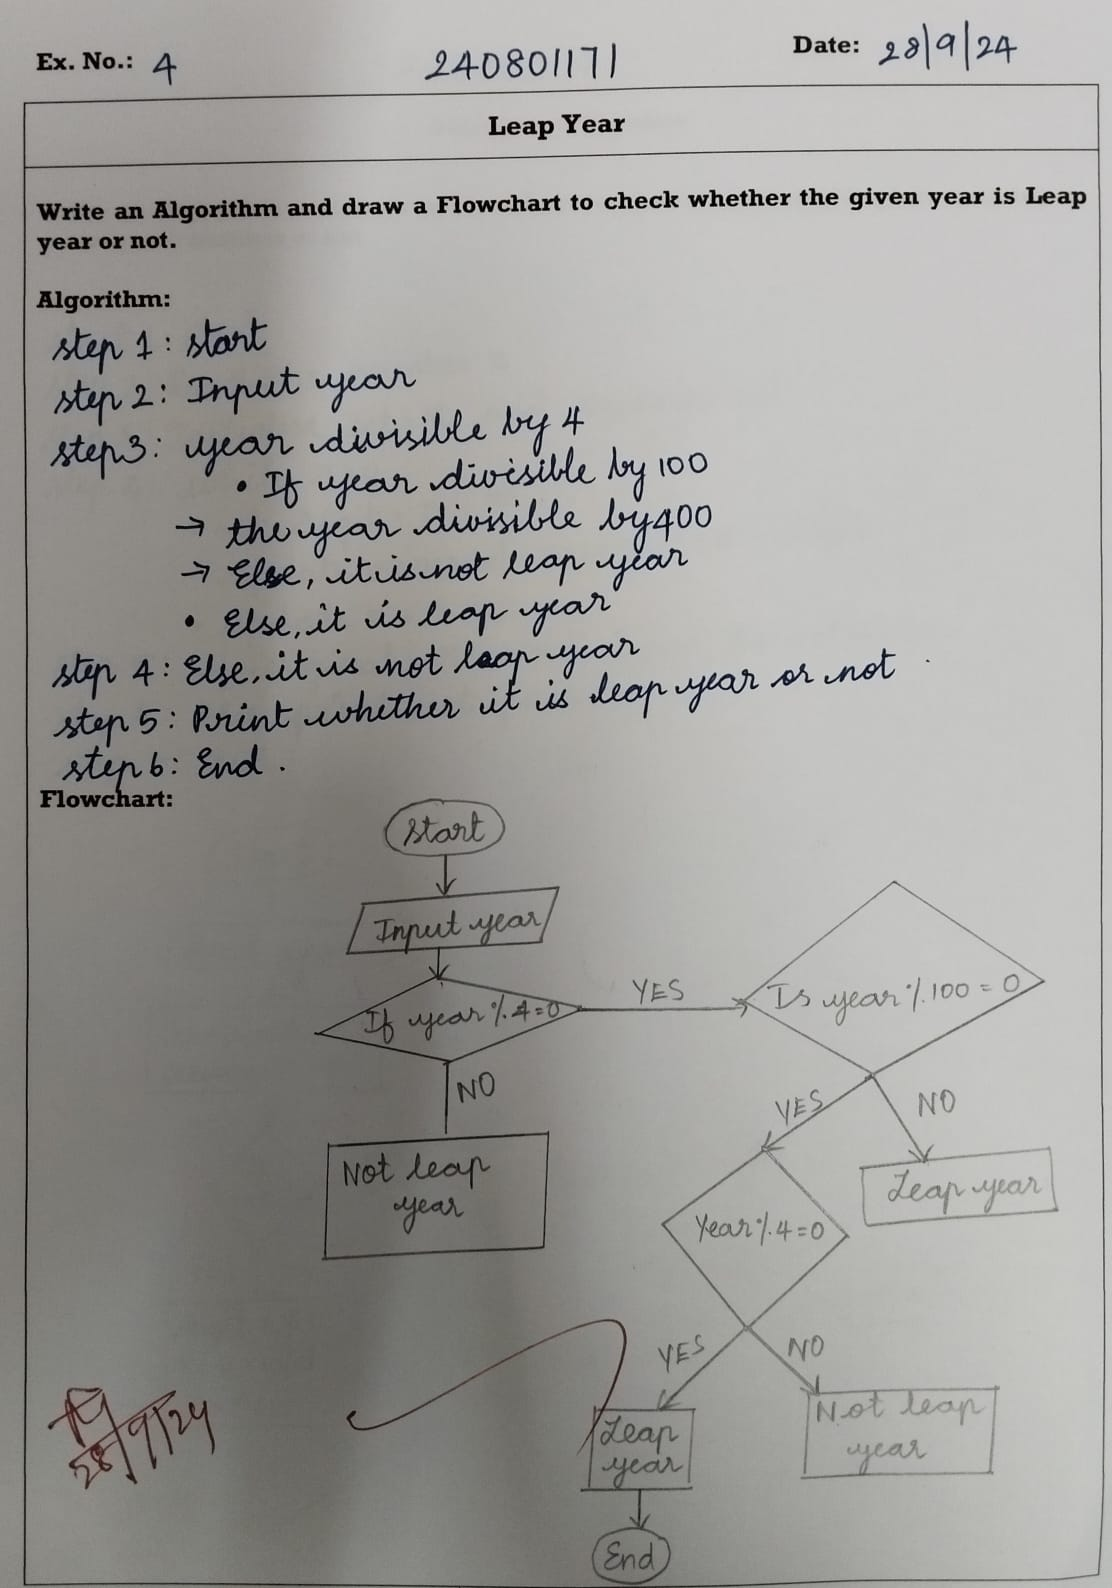 Ex. No.: 4 240801171 Date: 28/9/24
Leap Year
Write an Algorithm and draw a Flowchart to check whether the given year is Leap
year or not.
Algorithm:
step 1 : start
step 2: Input year
step3: year divisible by 4
• If year divisible by 100
→ the year divisible by 400
→ Else, it is not leap year
• Else, it is leap year
step 4: Else, it is not leap year
step 5: Print whether it is leap year or not.
step 6: End.
Flowchart:
start
Input year
If year % 4=0
YES
Is year % 100 = 0
NO
Not leap
year
YES
NO
Leap year
Year % 4=0
YES
NO
Leap
year
Not leap
year
End
28/9/24